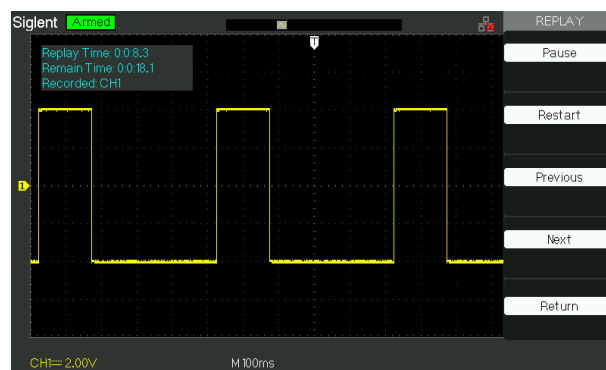 Siglent Armed REPLAY
T
Replay Time: 0:0:8.3
Remain Time: 0:0:18.1
Recorded: CH1
Pause
Restart
Previous
1
Next
Return
CH1 2.00V M 100ms